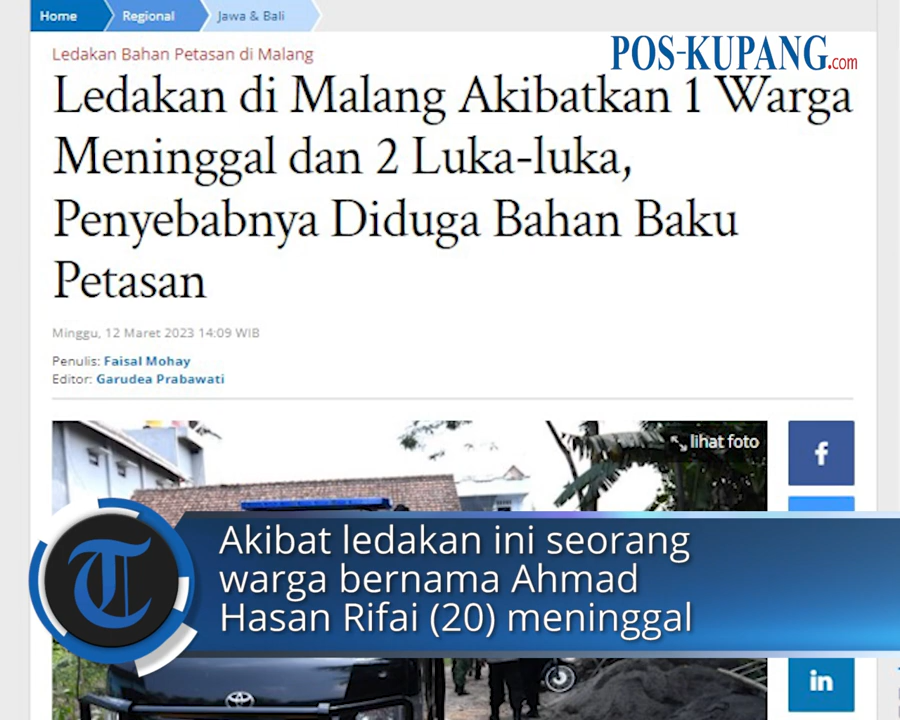 Home Regional Jawa & Bali
Ledakan Bahan Petasan di Malang
POS-KUPANG.com
Ledakan di Malang Akibatkan 1 Warga
Meninggal dan 2 Luka-luka,
Penyebabnya Diduga Bahan Baku
Petasan
Minggu, 12 Maret 2023 14:09 WIB
Penulis: Faisal Mohay
Editor: Garudea Prabawati
lihat foto
f
T
Akibat ledakan ini seorang
warga bernama Ahmad
Hasan Rifai (20) meninggal
in